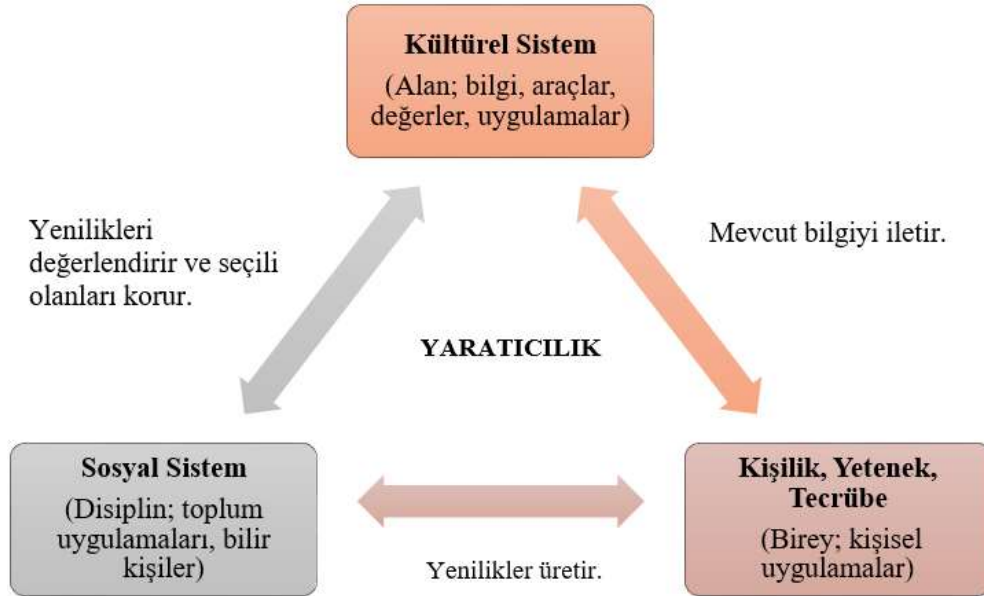 Kültürel Sistem
(Alan; bilgi, araçlar,
değerler, uygulamalar)
Yenilikleri
değerlendirir ve seçili
olanları korur.
Mevcut bilgiyi iletir.
YARATICILIK
Sosyal Sistem
(Disiplin; toplum
uygulamaları, bilir
kişiler)
Yenilikler üretir.
Kişilik, Yetenek,
Tecrübe
(Birey; kişisel
uygulamalar)